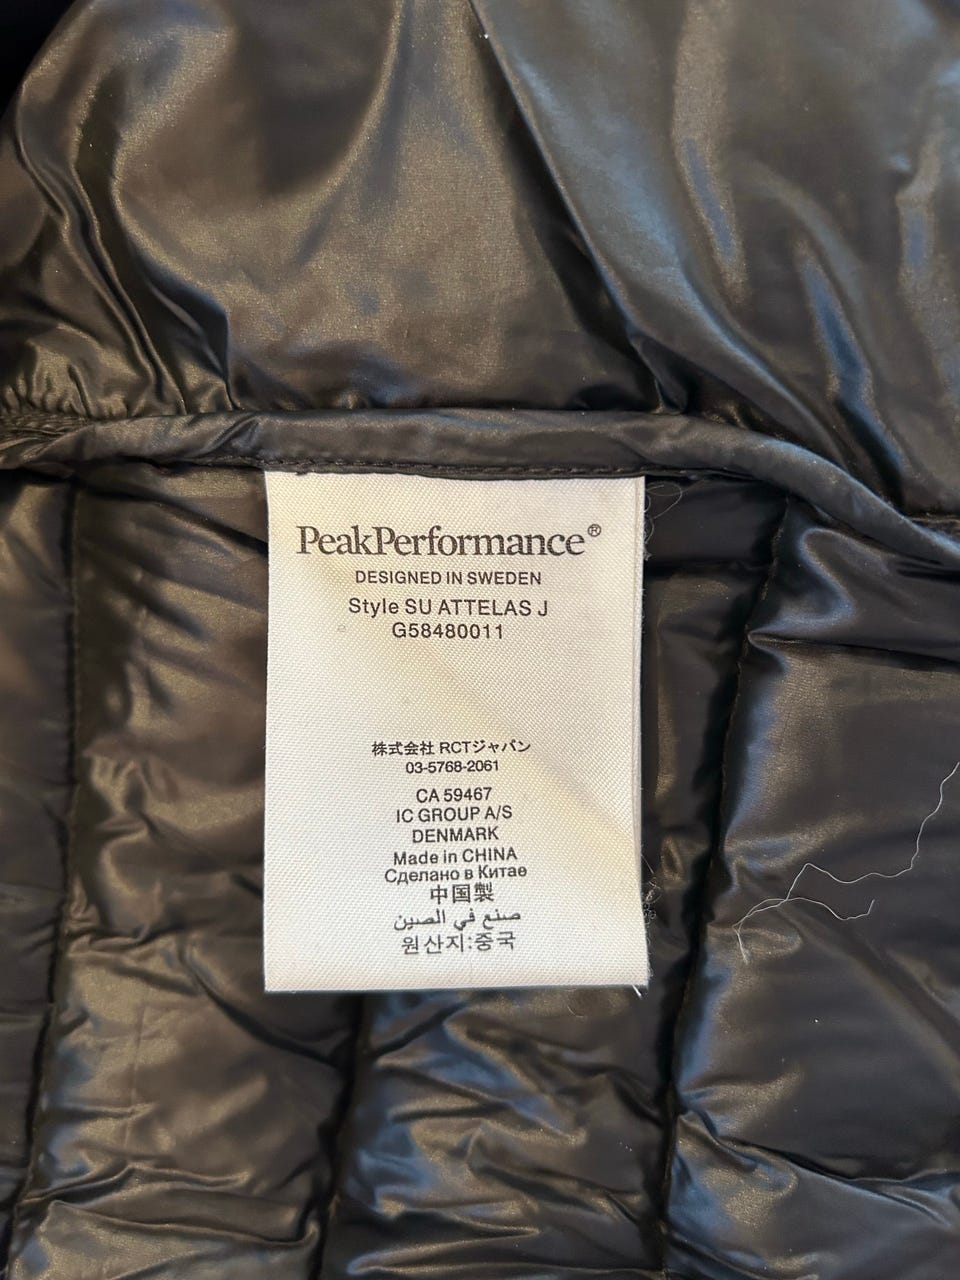 PeakPerformance®
DESIGNED IN SWEDEN
Style SU ATTELAS J
G58480011
株式会社 RCTジャパン
03-5768-2061
CA 59467
IC GROUP A/S
DENMARK
Made in CHINA
Сделано в Китае
中国製
صنع في الصين
원산지:중국